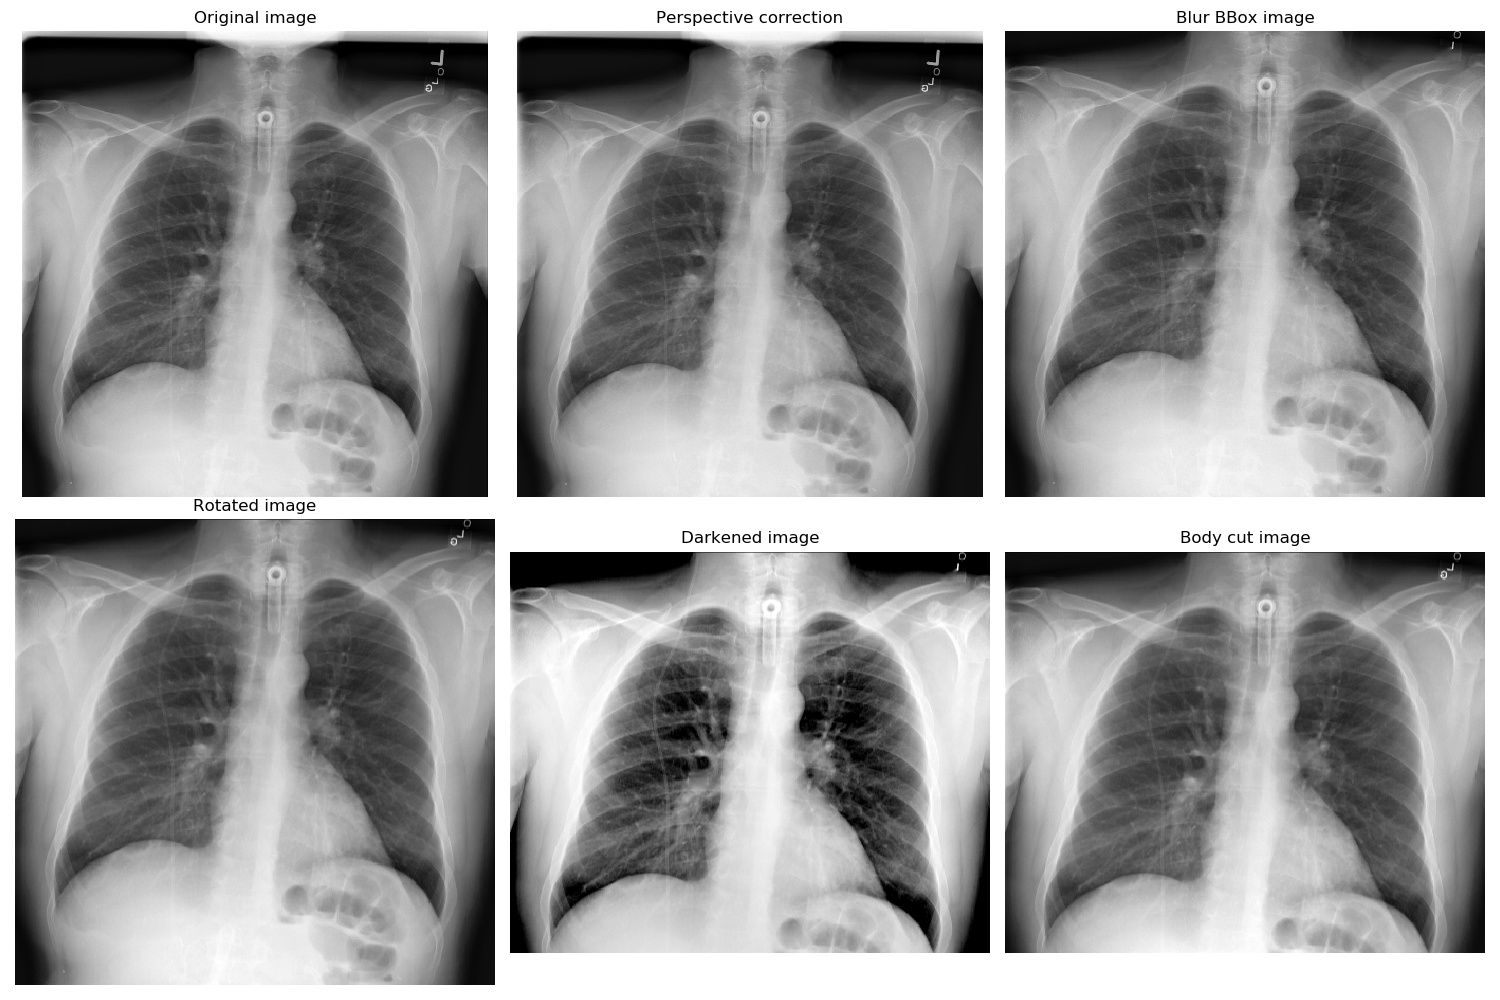 Original image
Perspective correction
Blur BBox image
Rotated image
Darkened image
Body cut image